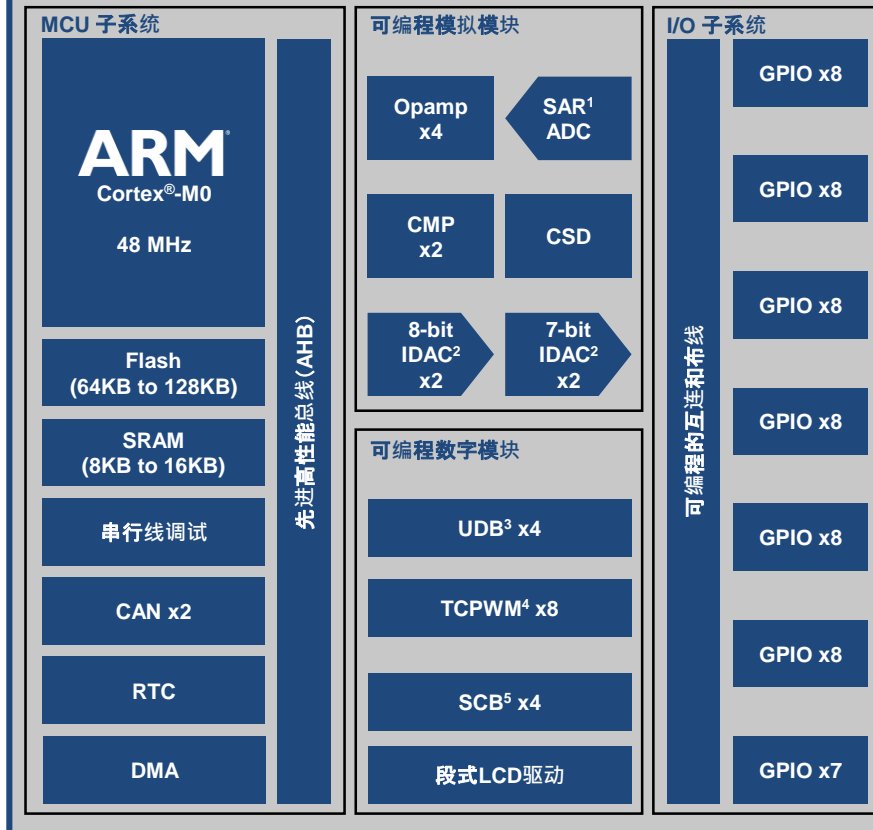 MCU 子系统
ARM®
Cortex®-M0
48 MHz
Flash
(64KB to 128KB)
SRAM
(8KB to 16KB)
串行线调试
CAN x2
RTC
DMA
先进高性能总线(AHB)
可编程模拟模块
Opamp
x4
SAR¹
ADC
CMP
x2
CSD
8-bit
IDAC²
x2
7-bit
IDAC²
x2
可编程数字模块
UDB³ x4
TCPWM⁴ x8
SCB⁵ x4
段式LCD驱动
I/O 子系统
可编程的互连和布线
GPIO x8
GPIO x8
GPIO x8
GPIO x8
GPIO x8
GPIO x8
GPIO x7